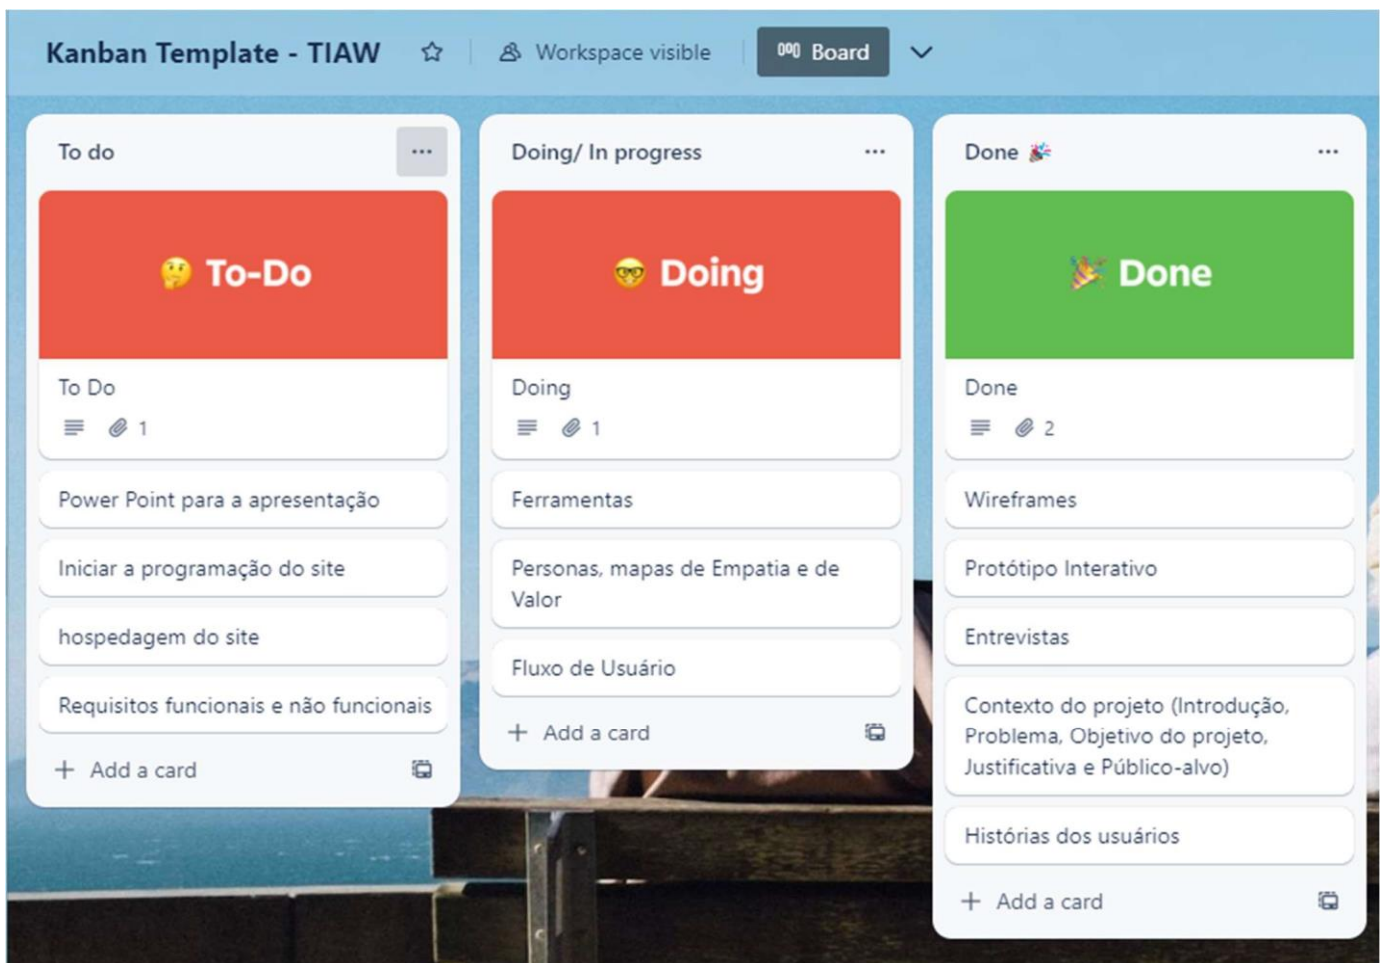 Kanban Template - TIAW
Workspace visible
Board
To do
🤔 To-Do
To Do
1
Power Point para a apresentação
Iniciar a programação do site
hospedagem do site
Requisitos funcionais e não funcionais
+ Add a card
Doing/ In progress
🤓 Doing
Doing
1
Ferramentas
Personas, mapas de Empatia e de
Valor
Fluxo de Usuário
+ Add a card
Done 🎉
🎉 Done
Done
2
Wireframes
Protótipo Interativo
Entrevistas
Contexto do projeto (Introdução,
Problema, Objetivo do projeto,
Justificativa e Público-alvo)
Histórias dos usuários
+ Add a card